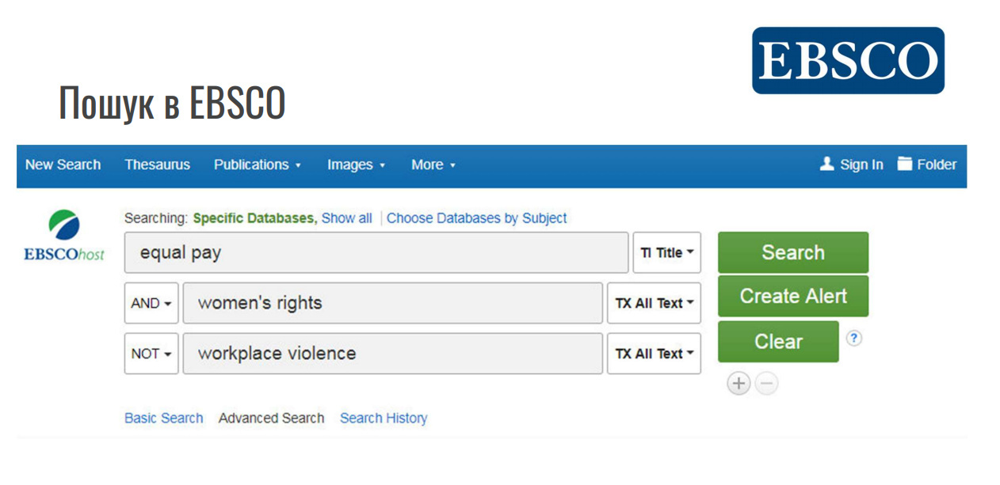 EBSCO
Пошук в EBSCO
New Search Thesaurus Publications Images More Sign In Folder
Searching: Specific Databases, Show all | Choose Databases by Subject
EBSCOhost
equal pay TI Title Search
AND women's rights TX All Text Create Alert
NOT workplace violence TX All Text Clear ?
Basic Search Advanced Search Search History